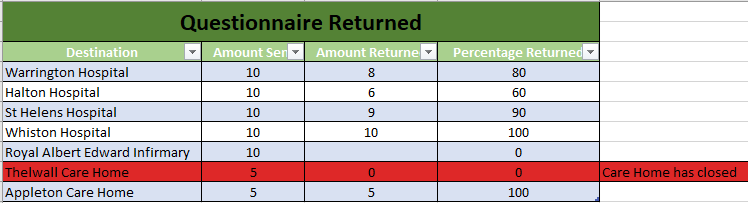 Questionnaire Returned
Destination Amount Sen Amount Returne Percentage Returned
Warrington Hospital 10 8 80
Halton Hospital 10 6 60
St Helens Hospital 10 9 90
Whiston Hospital 10 10 100
Royal Albert Edward Infirmary 10 0
Thelwall Care Home 5 0 0 Care Home has closed
Appleton Care Home 5 5 100